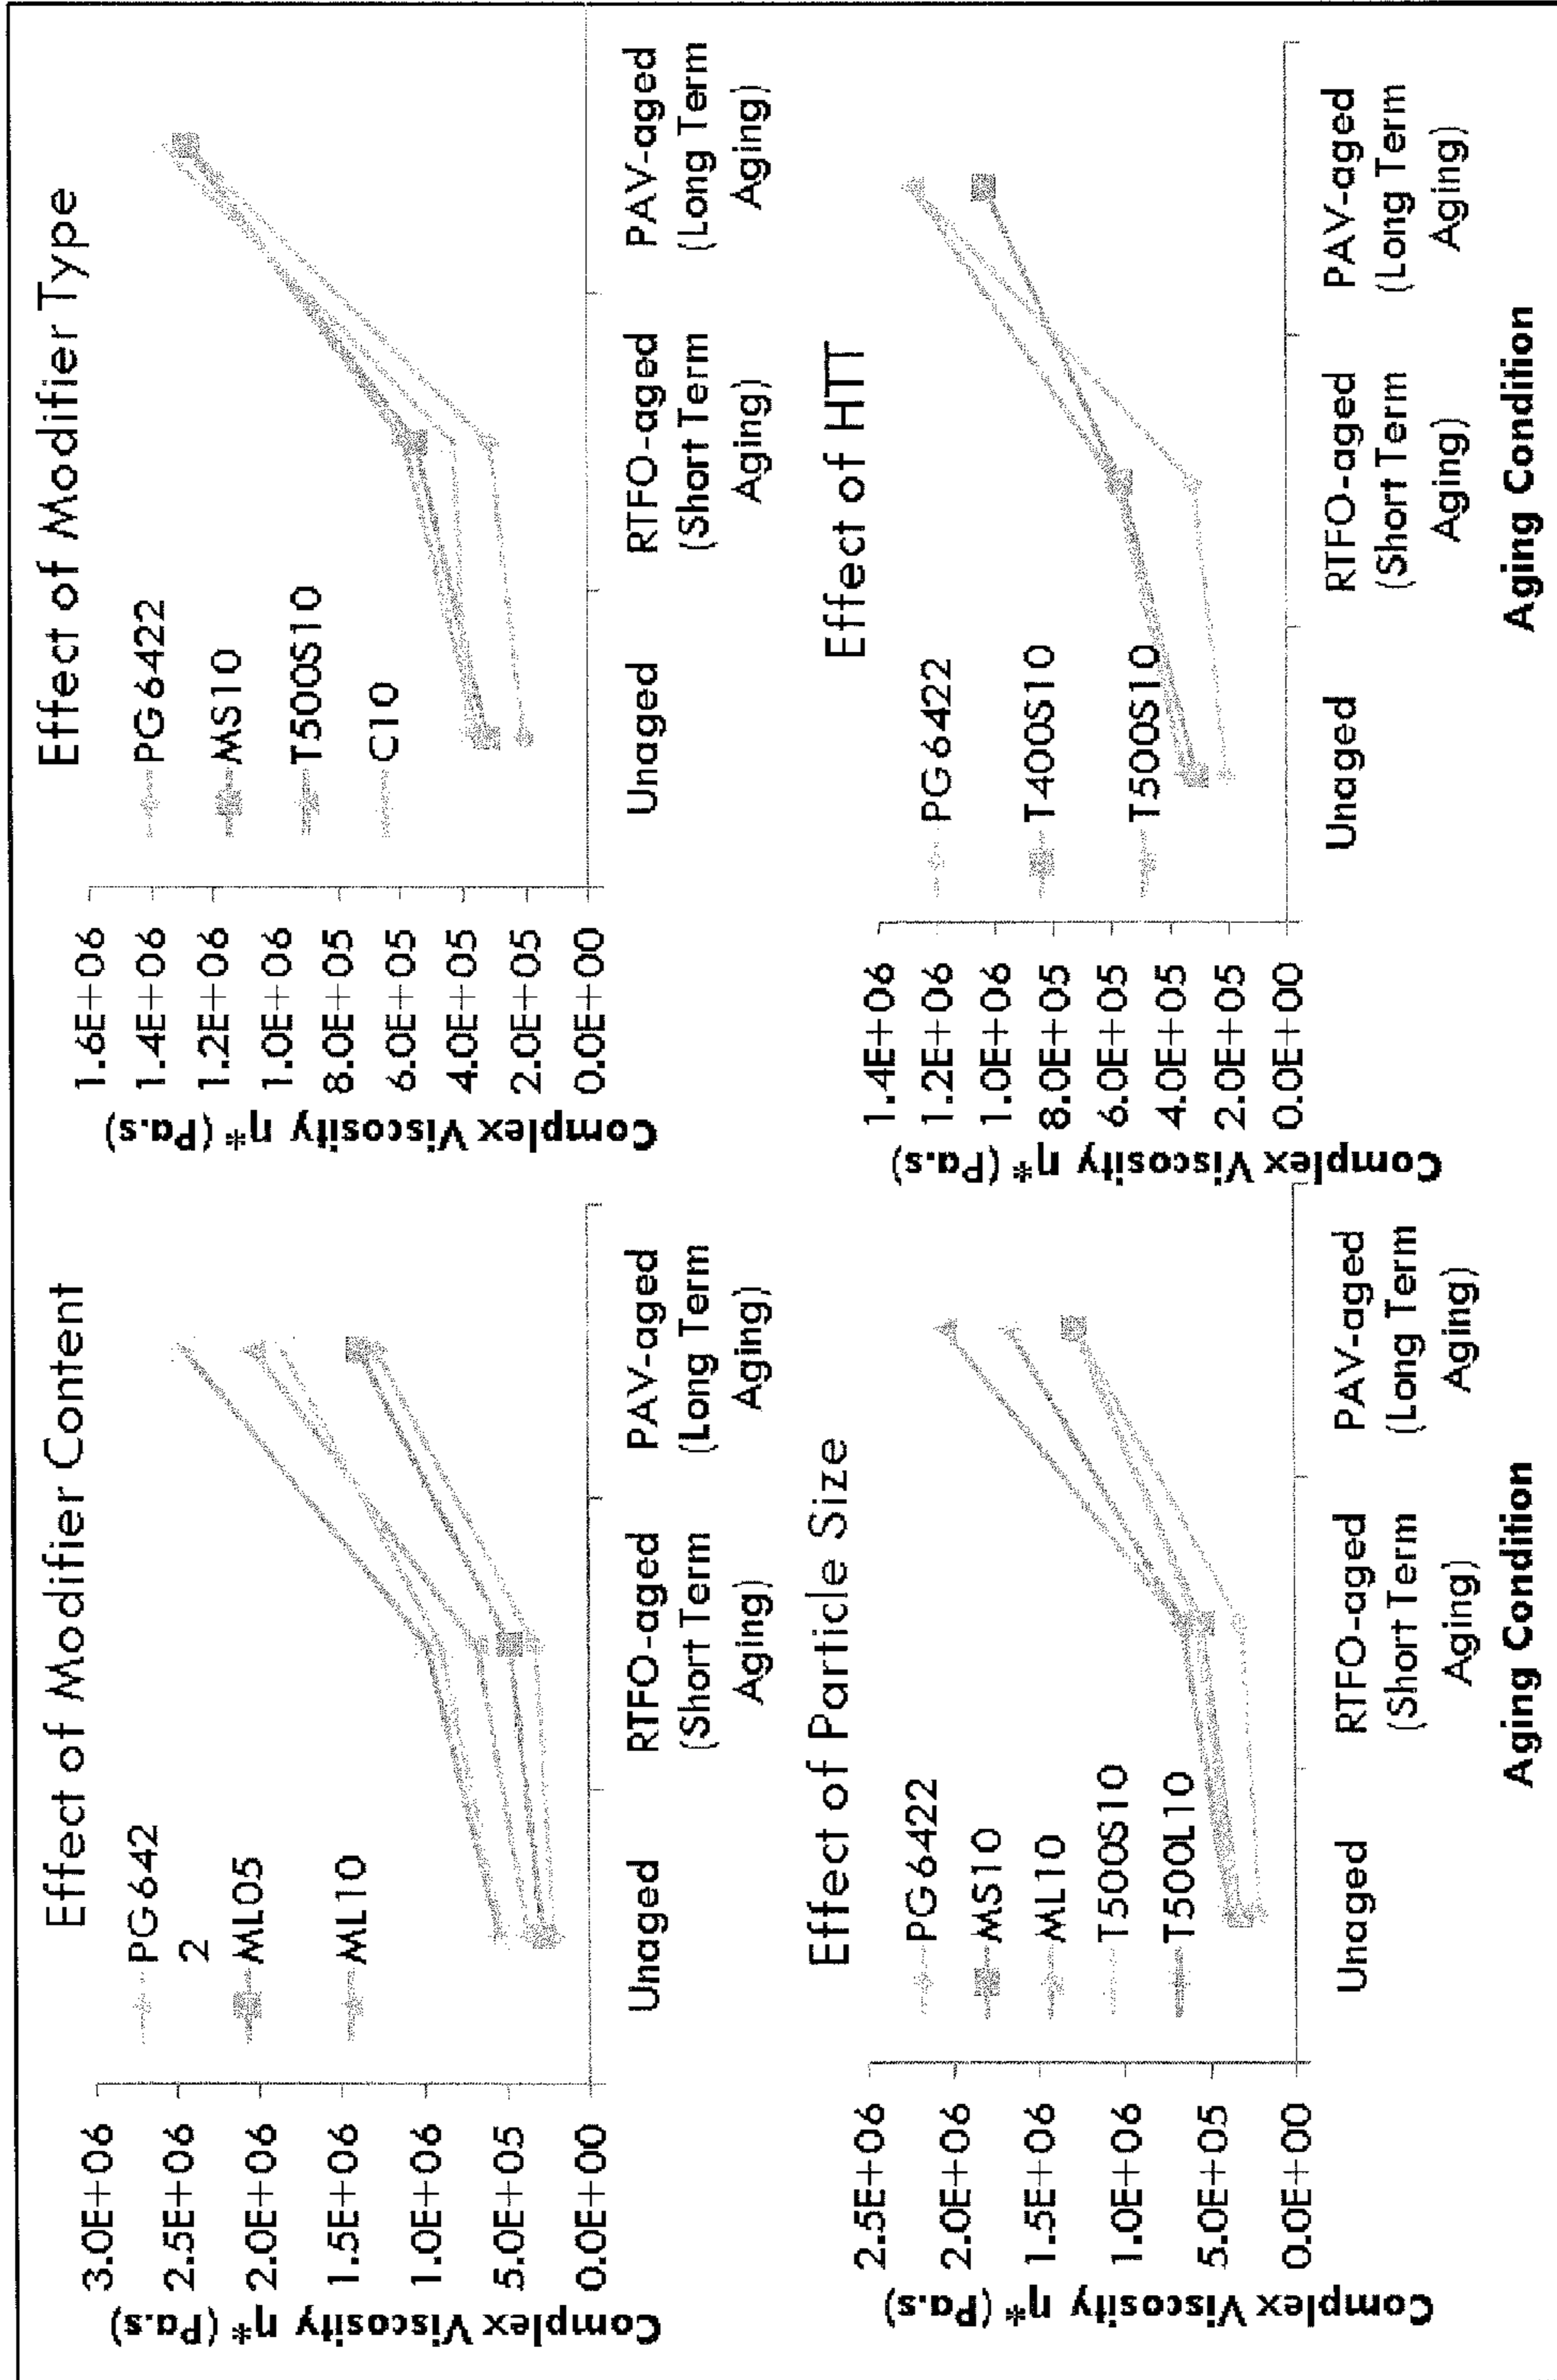 Effect of Modifier Content
Complex Viscosity η* (Pa.s)
3.0E+06
2.5E+06
2.0E+06
1.5E+06
1.0E+06
5.0E+05
0.0E+00
PG642
2
ML05
ML10
Unaged
RTFO-aged
(Short Term
Aging)
PAV-aged
(Long Term
Aging)
Effect of Modifier Type
Complex Viscosity η* (Pa.s)
1.6E+06
1.4E+06
1.2E+06
1.0E+06
8.0E+05
6.0E+05
4.0E+05
2.0E+05
0.0E+00
PG6422
MS10
T500S10
C10
Unaged
RTFO-aged
(Short Term
Aging)
PAV-aged
(Long Term
Aging)
Effect of Particle Size
Complex Viscosity η* (Pa.s)
2.5E+06
2.0E+06
1.5E+06
1.0E+06
5.0E+05
0.0E+00
PG6422
MS10
ML10
T500S10
T500L10
Unaged
RTFO-aged
(Short Term
Aging)
PAV-aged
(Long Term
Aging)
Aging Condition
Effect of HTT
Complex Viscosity η* (Pa.s)
1.4E+06
1.2E+06
1.0E+06
8.0E+05
6.0E+05
4.0E+05
2.0E+05
0.0E+00
PG6422
T400S10
T500S10
Unaged
RTFO-aged
(Short Term
Aging)
PAV-aged
(Long Term
Aging)
Aging Condition